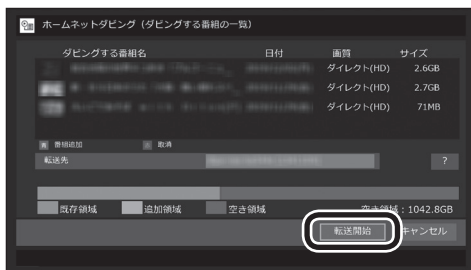 ホームネットダビング（ダビングする番組の一覧）
ダビングする番組名 日付 画質 サイズ
ダイレクト(HD) 2.6GB
ダイレクト(HD) 2.7GB
ダイレクト(HD) 71MB
番組追加 取消
転送先 ?
既存領域 追加領域 空き領域 空き領域：1042.8GB
転送開始 キャンセル